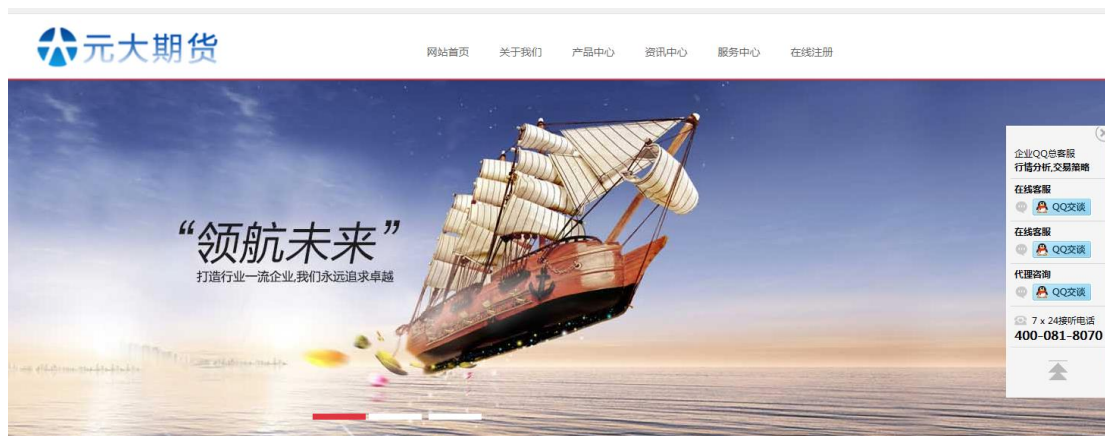 元大期货
网站首页 关于我们 产品中心 资讯中心 服务中心 在线注册
“领航未来”
打造行业一流企业,我们永远追求卓越
企业QQ总客服
行情分析,交易策略
在线客服
QQ交谈
在线客服
QQ交谈
代理咨询
QQ交谈
7 x 24接听电话
400-081-8070